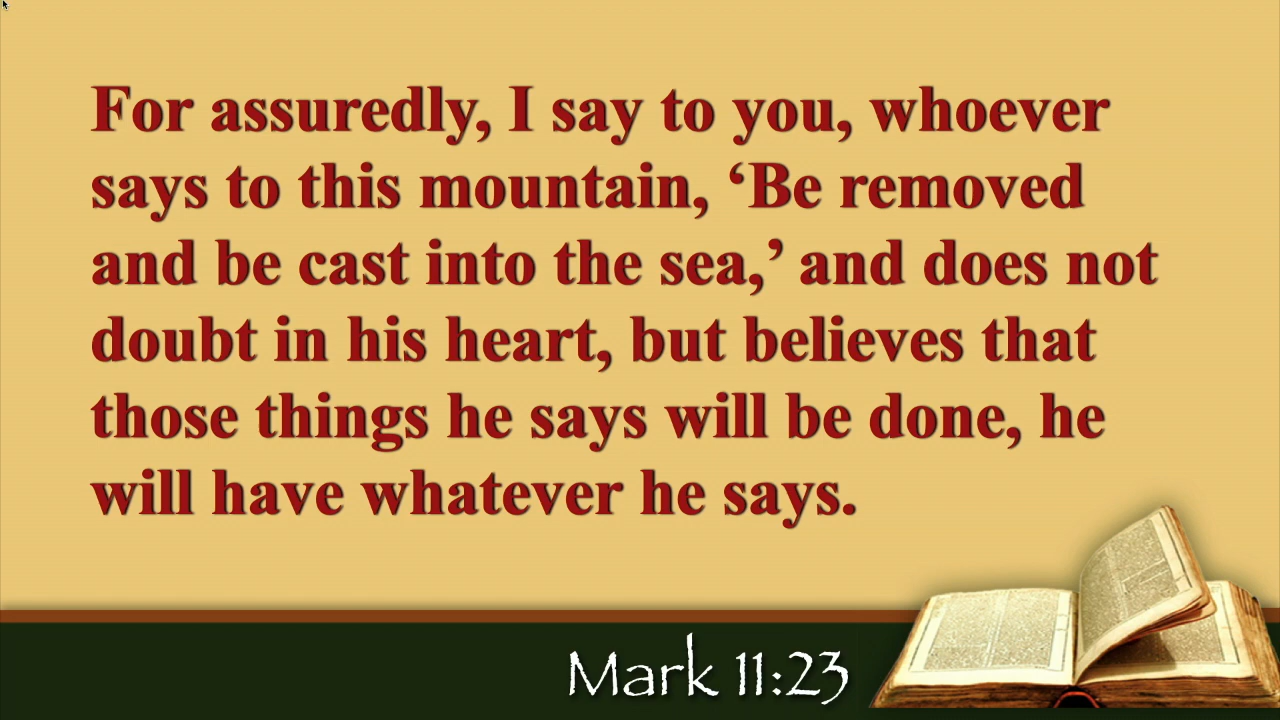 For assuredly, I say to you, whoever
says to this mountain, ‘Be removed
and be cast into the sea,’ and does not
doubt in his heart, but believes that
those things he says will be done, he
will have whatever he says.
Mark 11:23